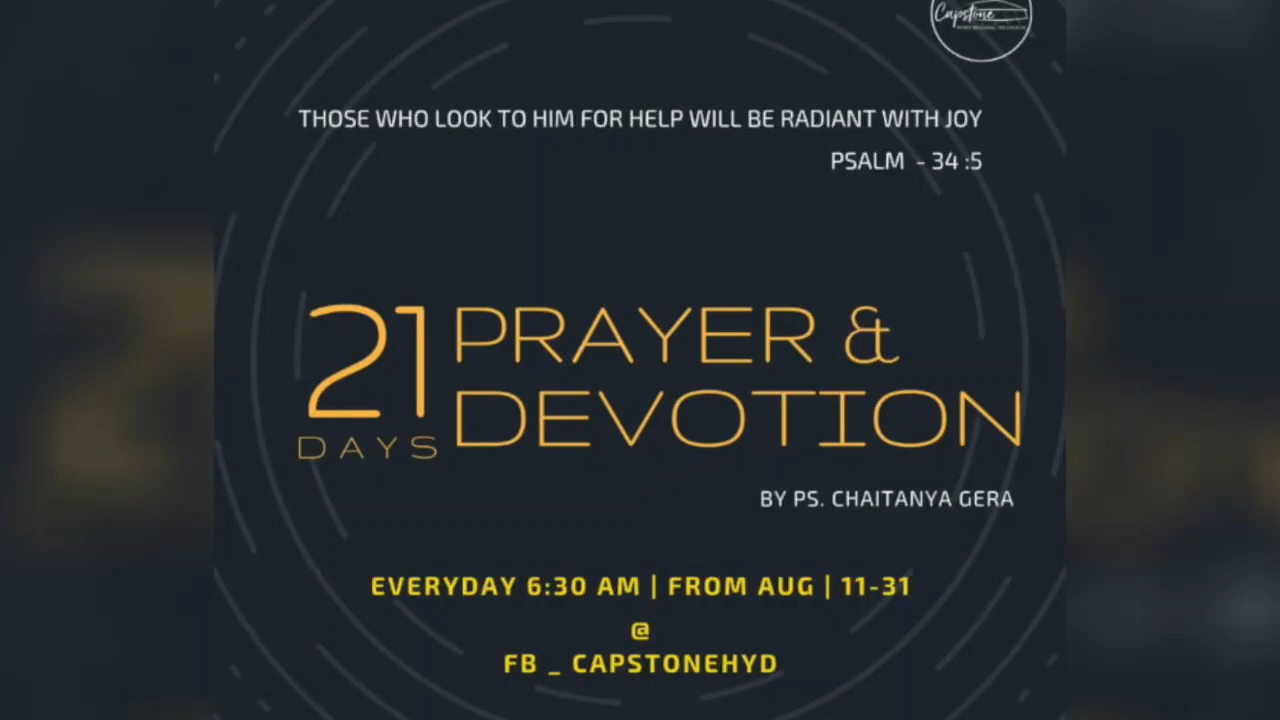 Capstone
THOSE WHO LOOK TO HIM FOR HELP WILL BE RADIANT WITH JOY
PSALM - 34 :5
21 DAYS
PRAYER &
DEVOTION
BY PS. CHAITANYA GERA
EVERYDAY 6:30 AM | FROM AUG | 11-31
@
FB _ CAPSTONEHYD